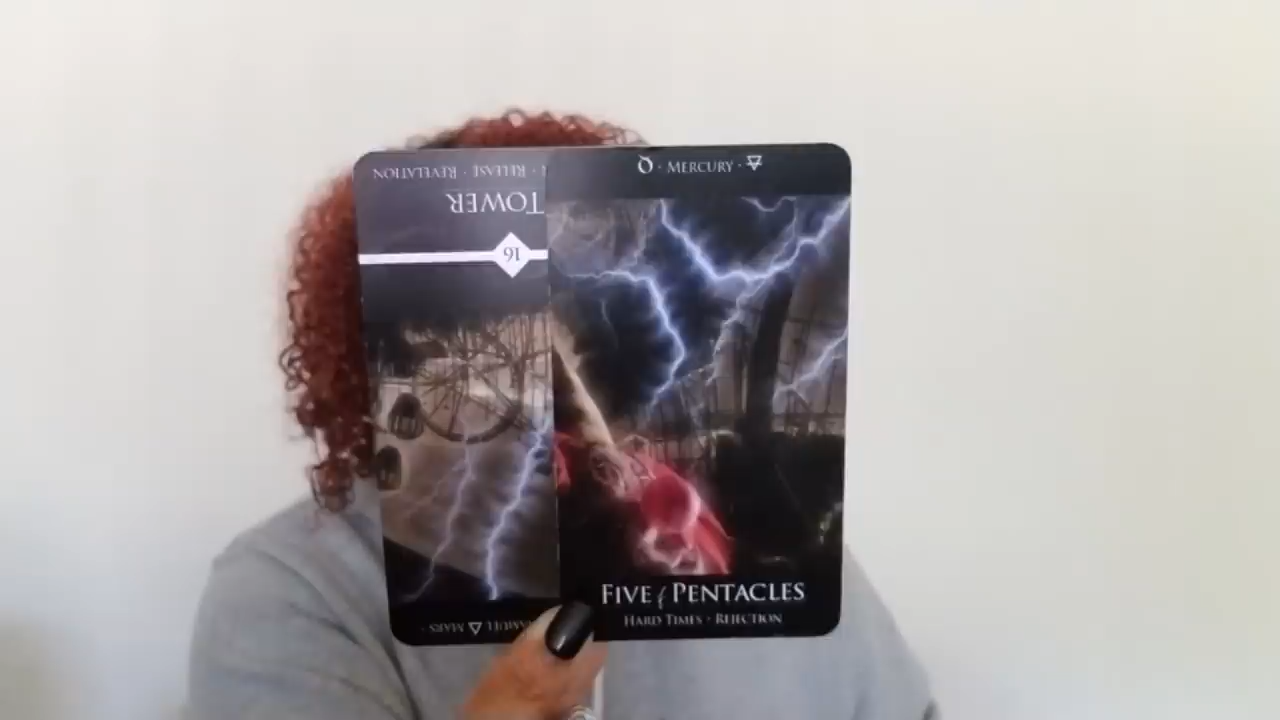 RELEASE · REVELATION
TOWER
16
MARS ·
· MERCURY ·
FIVE of PENTACLES
HARD TIMES · REJECTION